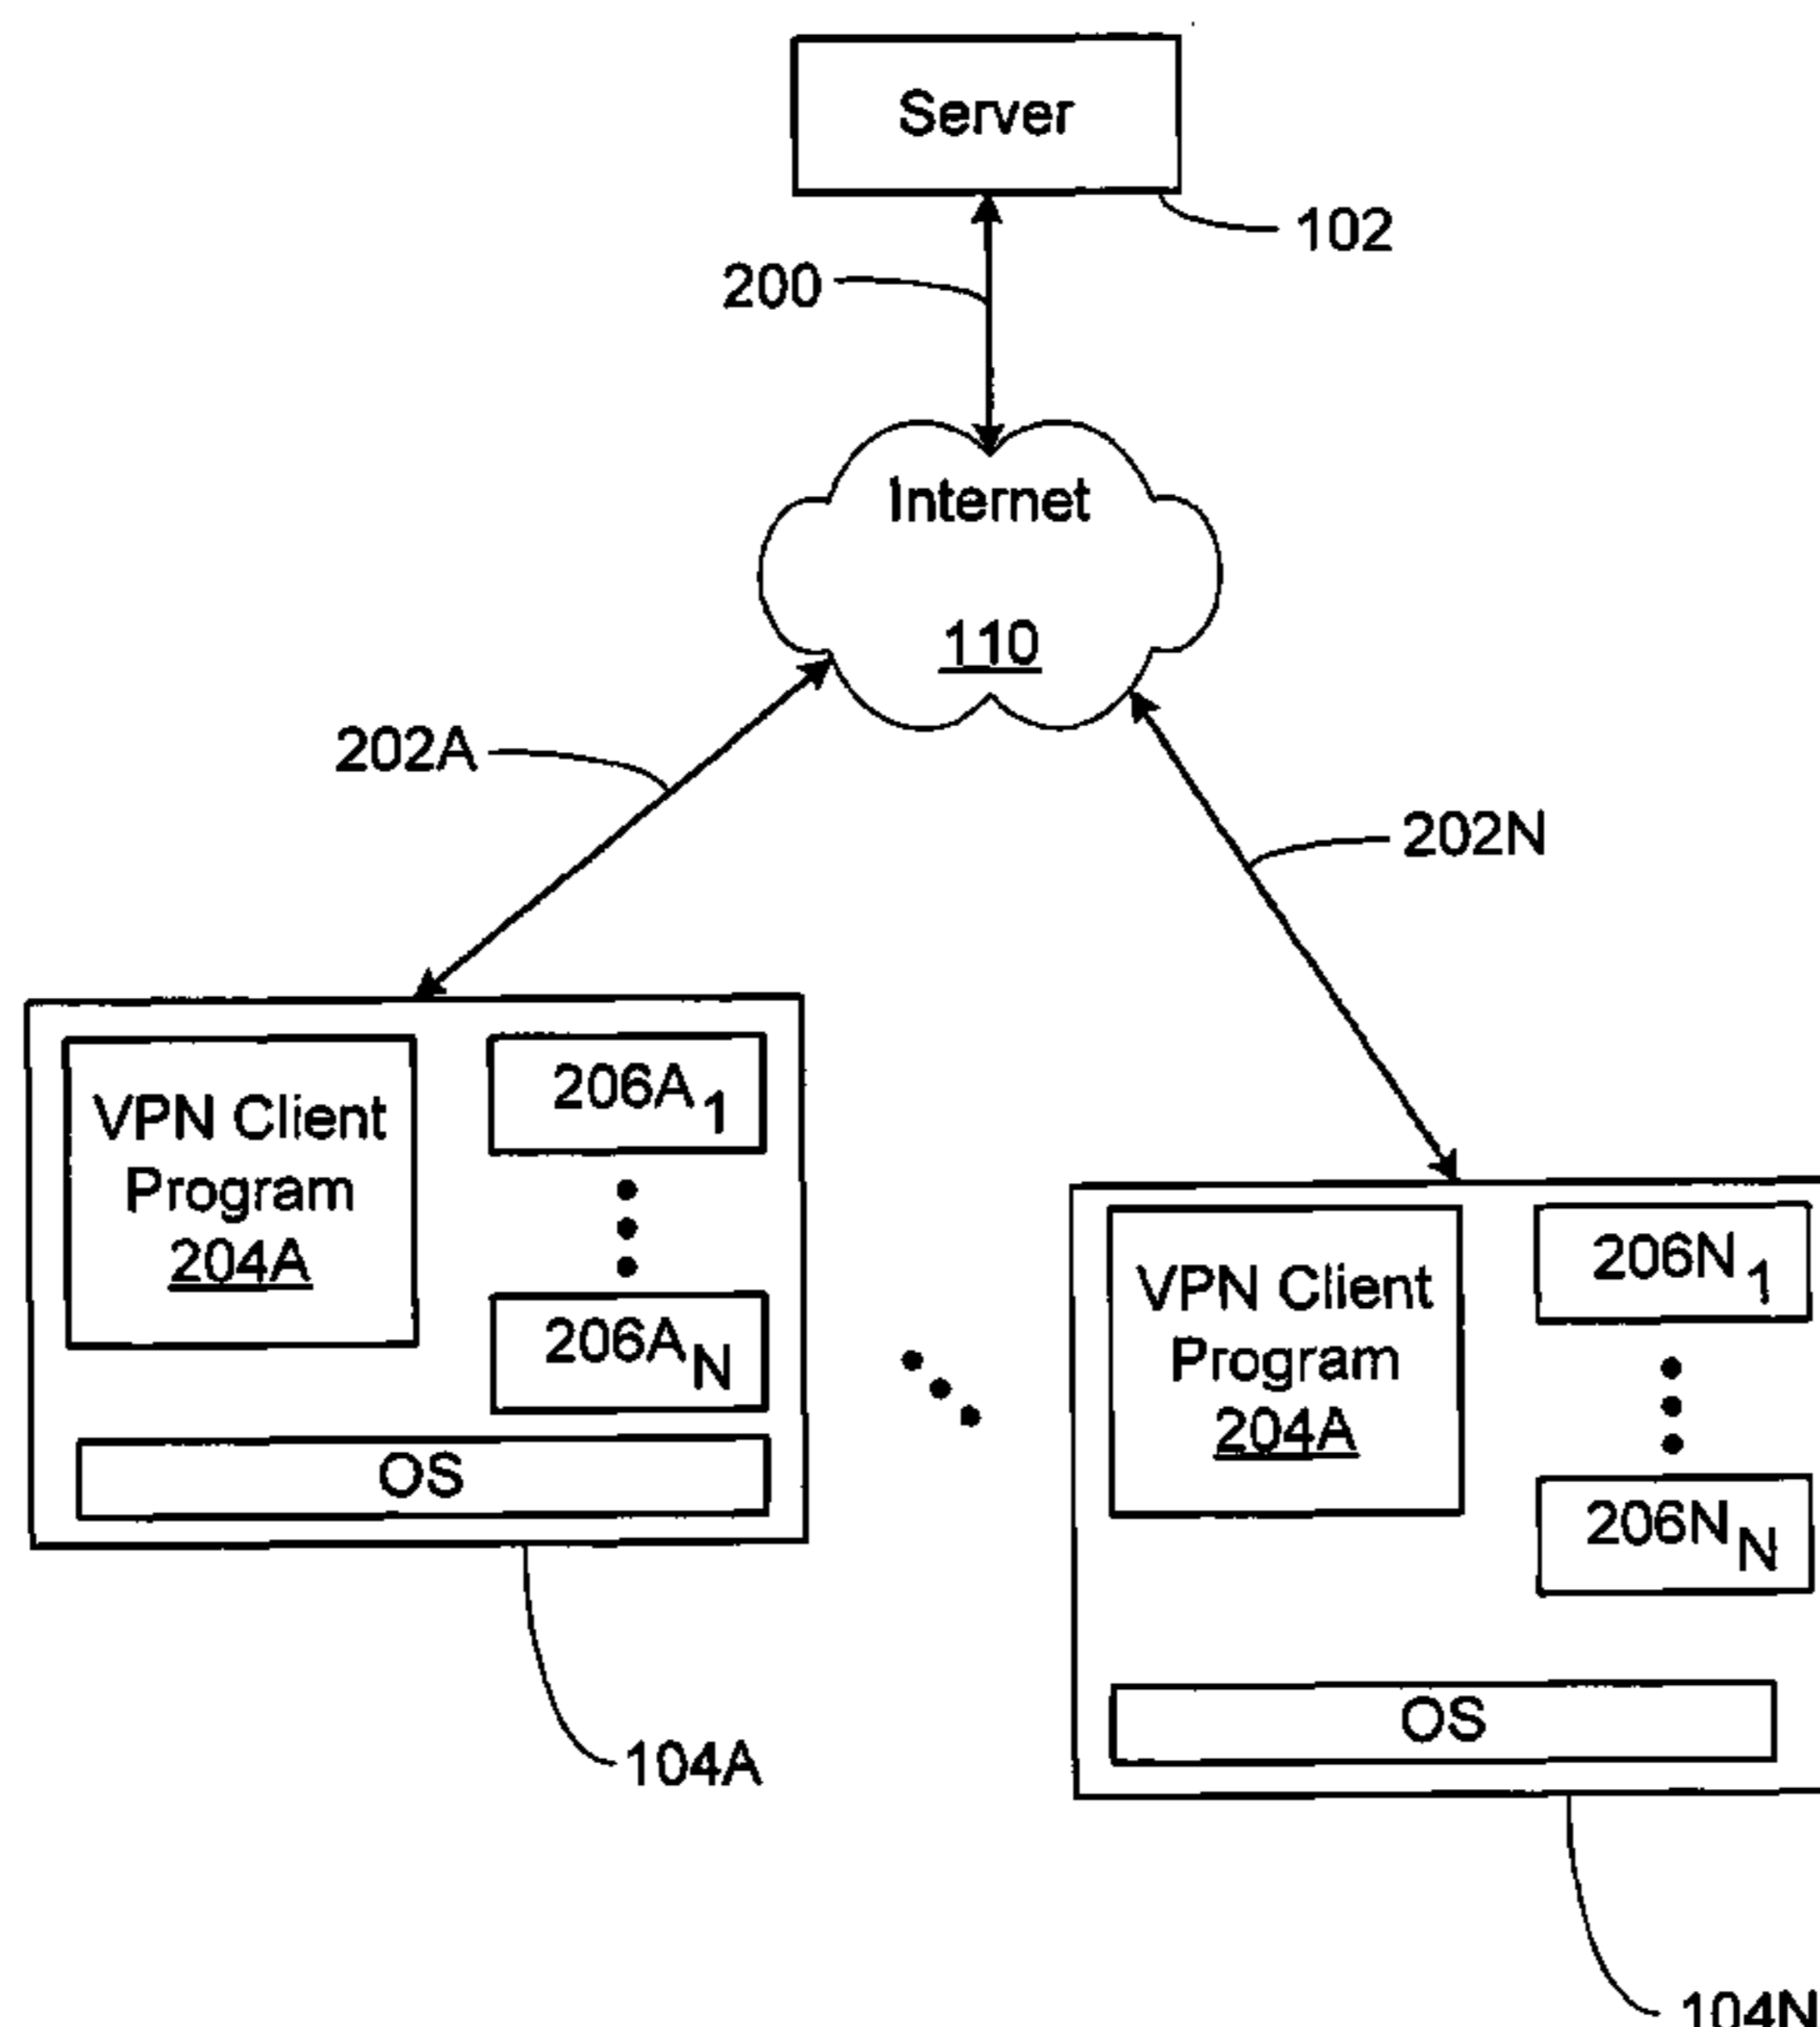 Server
102
200
Internet
110
202A
202N
VPN Client
Program
204A
206A1
206AN
OS
104A
VPN Client
Program
204A
206N1
206NN
OS
104N